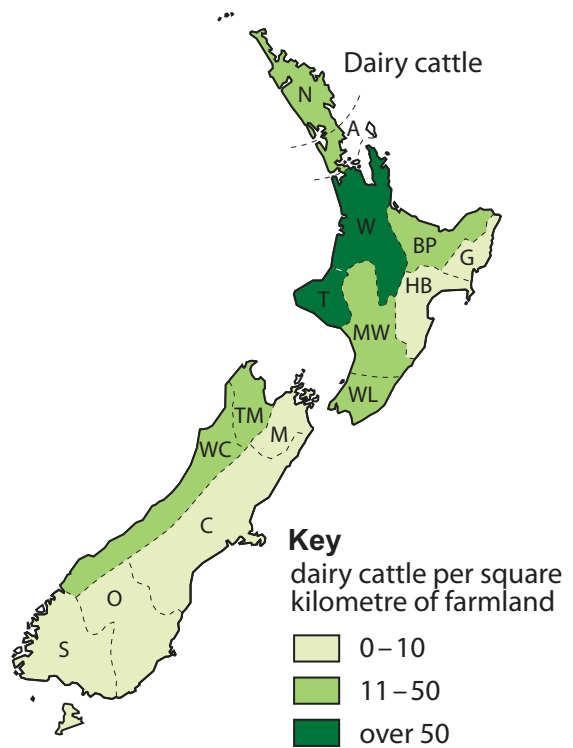 Dairy cattle
N
A
W
BP
G
HB
T
MW
WL
TM
M
WC
C
O
S
Key
dairy cattle per square
kilometre of farmland
0–10
11–50
over 50